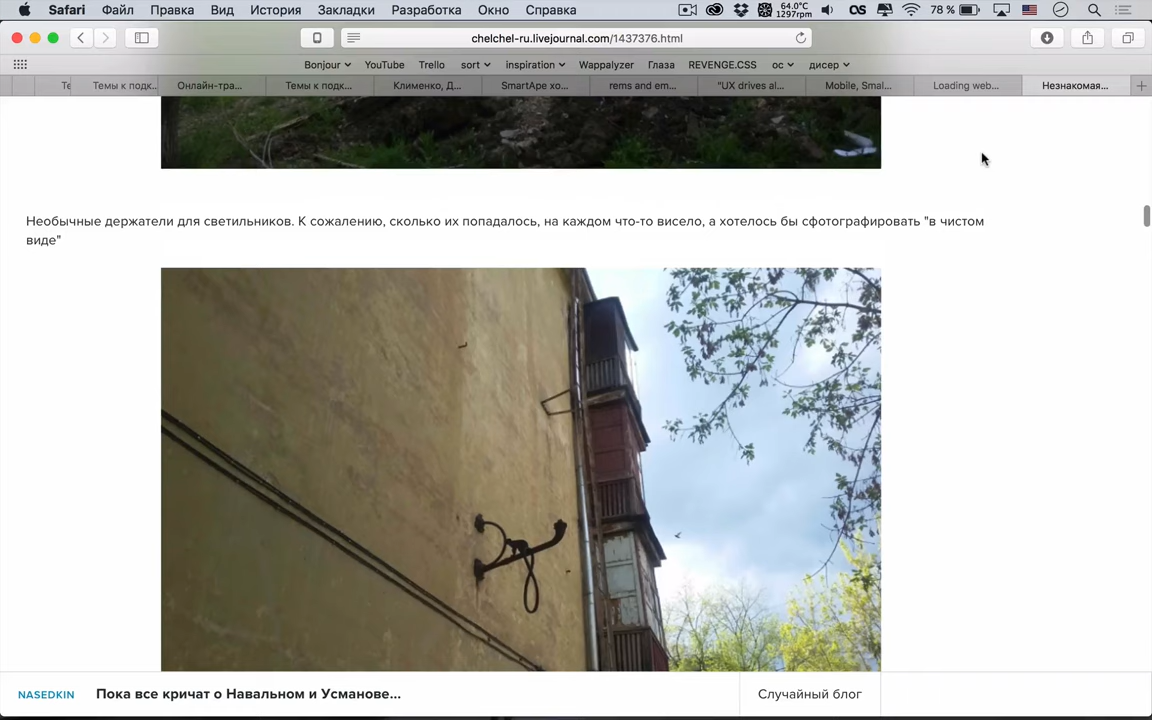 Safari Файл Правка Вид История Закладки Разработка Окно Справка 64.0°C 1297rpm 78 %
chelchel-ru.livejournal.com/1437376.html
Bonjour YouTube Trello sort inspiration Wappalyzer Глаза REVENGE.CSS ос дисер
Те Темы к подк... Онлайн-тра... Темы к подк... Клименко, Д... SmartApe хо... rems and em... "UX drives al... Mobile, Smal... Loading web... Незнакомая...
Необычные держатели для светильников. К сожалению, сколько их попадалось, на каждом что-то висело, а хотелось бы сфотографировать "в чистом
виде"
NASEDKIN Пока все кричат о Навальном и Усманове... Случайный блог